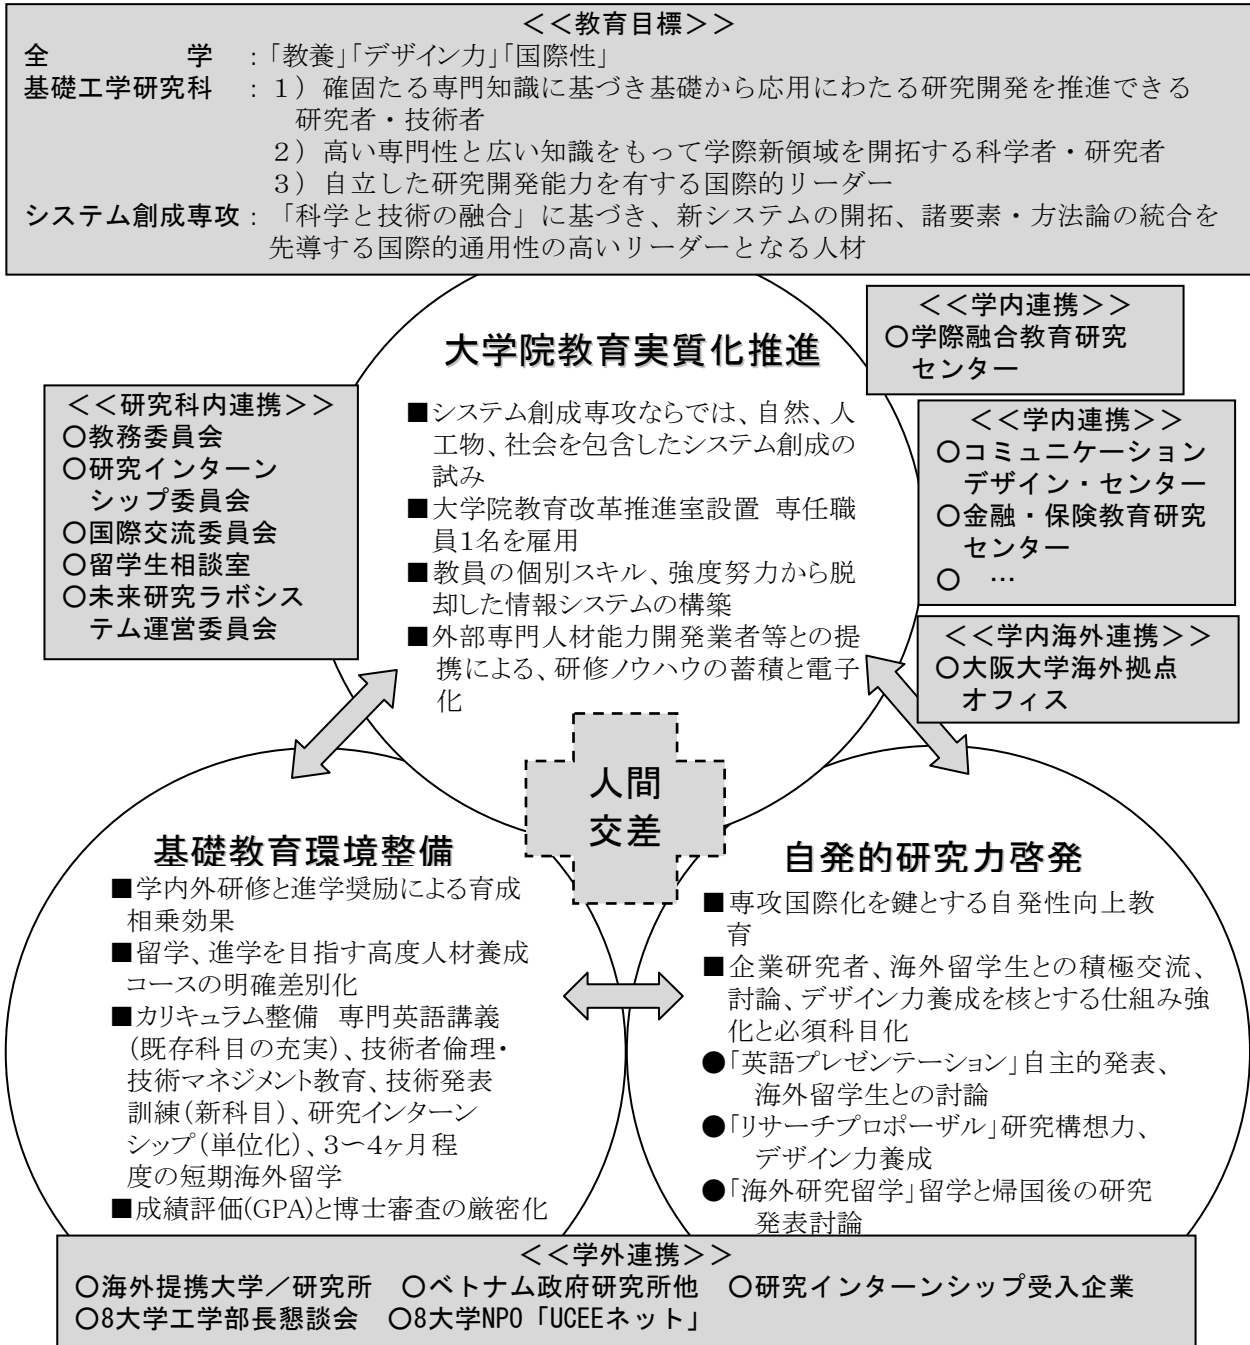 ＜＜教育目標＞＞
全　　　　学　：「教養」「デザイン力」「国際性」
基礎工学研究科　：１）確固たる専門知識に基づき基礎から応用にわたる研究開発を推進できる
研究者・技術者
２）高い専門性と広い知識をもって学際新領域を開拓する科学者・研究者
３）自立した研究開発能力を有する国際的リーダー
システム創成専攻：「科学と技術の融合」に基づき、新システムの開拓、諸要素・方法論の統合を
先導する国際的通用性の高いリーダーとなる人材
大学院教育実質化推進
■システム創成専攻ならでは、自然、人
工物、社会を包含したシステム創成の
試み
■大学院教育改革推進室設置　専任職
員1名を雇用
■教員の個別スキル、強度努力から脱
却した情報システムの構築
■外部専門人材能力開発業者等との提
携による、研修ノウハウの蓄積と電子
化
＜＜研究科内連携＞＞
○教務委員会
○研究インターン
シップ委員会
○国際交流委員会
○留学生相談室
○未来研究ラボシス
テム運営委員会
＜＜学内連携＞＞
○学際融合教育研究
センター
＜＜学内連携＞＞
○コミュニケーション
デザイン・センター
○金融・保険教育研究
センター
○　…
＜＜学内海外連携＞＞
○大阪大学海外拠点
オフィス
人間
交差
基礎教育環境整備
■学内外研修と進学奨励による育成
相乗効果
■留学、進学を目指す高度人材養成
コースの明確差別化
■カリキュラム整備　専門英語講義
（既存科目の充実）、技術者倫理・
技術マネジメント教育、技術発表
訓練（新科目）、研究インターン
シップ（単位化）、３～４ヶ月程
度の短期海外留学
■成績評価(GPA)と博士審査の厳密化
自発的研究力啓発
■専攻国際化を鍵とする自発性向上教
育
■企業研究者、海外留学生との積極交流、
討論、デザイン力養成を核とする仕組み強
化と必須科目化
●「英語プレゼンテーション」自主的発表、
海外留学生との討論
●「リサーチプロポーザル」研究構想力、
デザイン力養成
●「海外研究留学」留学と帰国後の研究
発表討論
＜＜学外連携＞＞
○海外提携大学／研究所　○ベトナム政府研究所他　○研究インターンシップ受入企業
○8大学工学部長懇談会　○8大学NPO「UCEEネット」